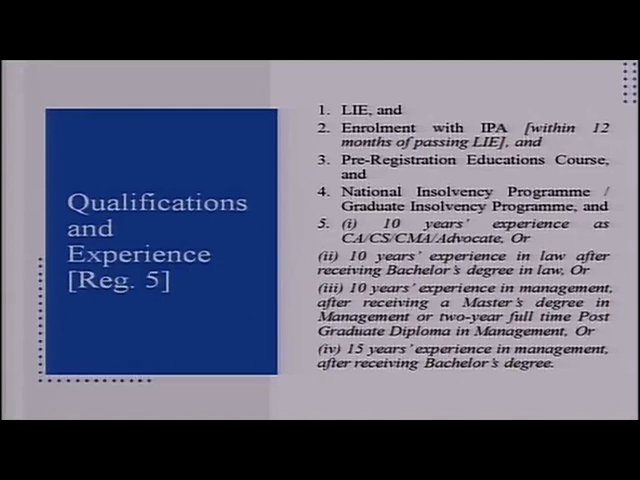 Qualifications
and
Experience
[Reg. 5]
1. LIE, and
2. Enrolment with IPA [within 12
months of passing LIE], and
3. Pre-Registration Educations Course,
and
4. National Insolvency Programme /
Graduate Insolvency Programme, and
5. (i) 10 years' experience as
CA/CS/CMA/Advocate, Or
(ii) 10 years' experience in law after
receiving Bachelor's degree in law, Or
(iii) 10 years' experience in management,
after receiving a Master's degree in
Management or two-year full time Post
Graduate Diploma in Management, Or
(iv) 15 years' experience in management,
after receiving Bachelor's degree.